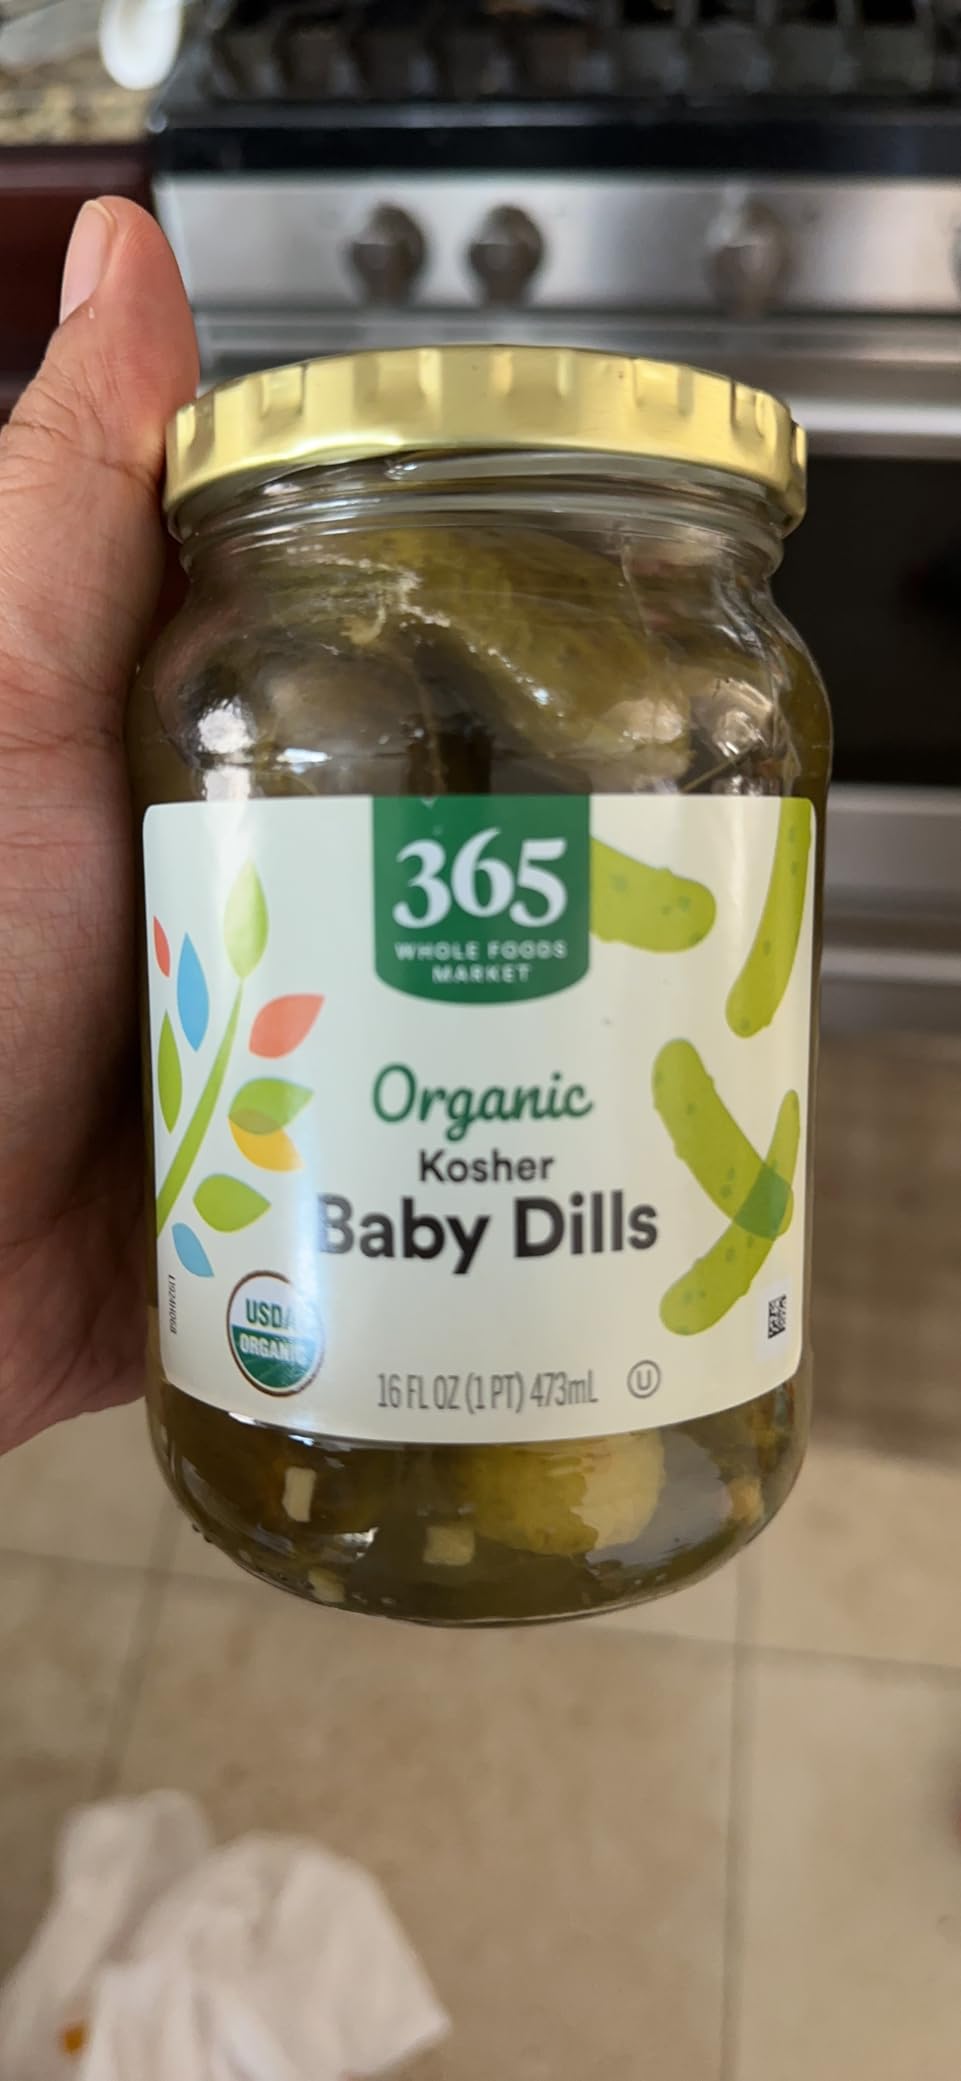 365
WHOLE FOODS
MARKET
Organic
Kosher
Baby Dills
USDA
ORGANIC
16 FL OZ (1 PT) 473mL
U